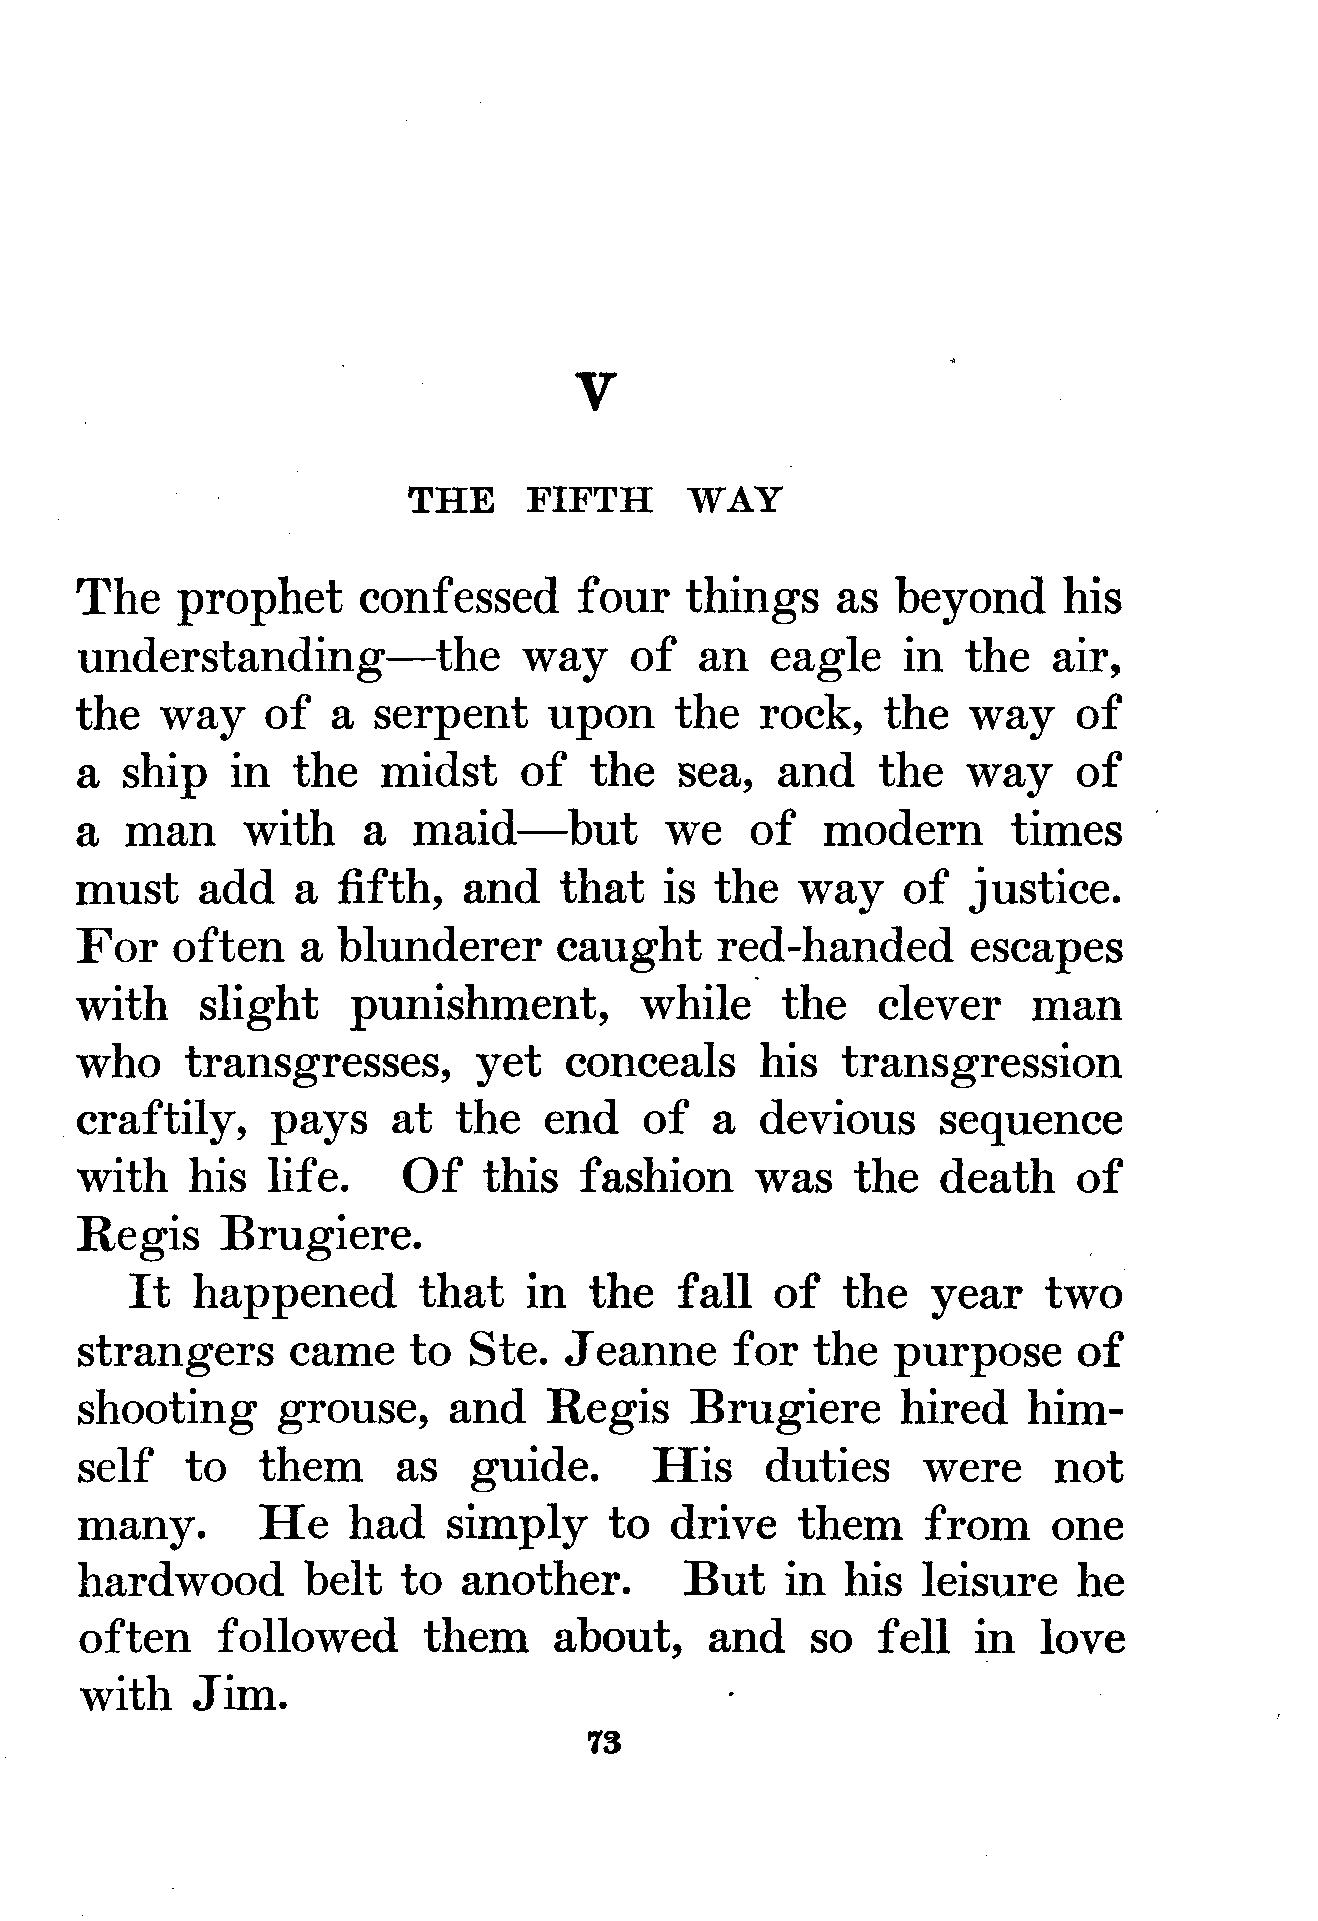 V
THE FIFTH WAY
The prophet confessed four things as beyond his
understanding—the way of an eagle in the air,
the way of a serpent upon the rock, the way of
a ship in the midst of the sea, and the way of
a man with a maid—but we of modern times
must add a fifth, and that is the way of justice.
For often a blunderer caught red-handed escapes
with slight punishment, while the clever man
who transgresses, yet conceals his transgression
craftily, pays at the end of a devious sequence
with his life. Of this fashion was the death of
Regis Brugiere.
It happened that in the fall of the year two
strangers came to Ste. Jeanne for the purpose of
shooting grouse, and Regis Brugiere hired him-
self to them as guide. His duties were not
many. He had simply to drive them from one
hardwood belt to another. But in his leisure he
often followed them about, and so fell in love
with Jim.
73